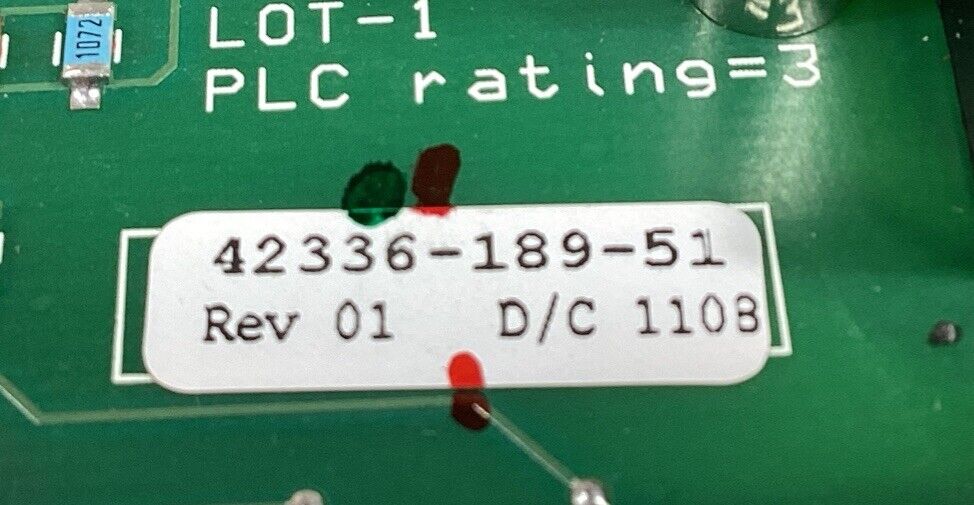 1072
LOT-1
PLC rating=3
42336-189-51
Rev 01 D/C 1108